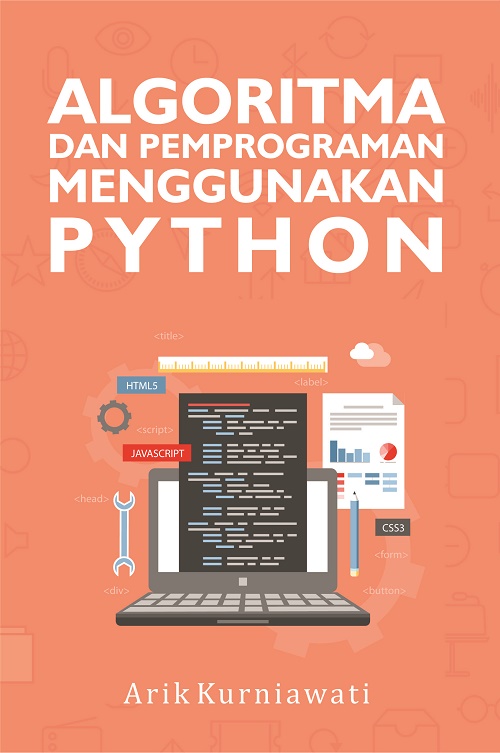 ALGORITMA
DAN PEMPROGRAMAN
MENGGUNAKAN
PYTHON
<title>
HTML5
<label>
<script>
JAVASCRIPT
<head>
CSS3
<form>
<div>
<button>
Arik Kurniawati